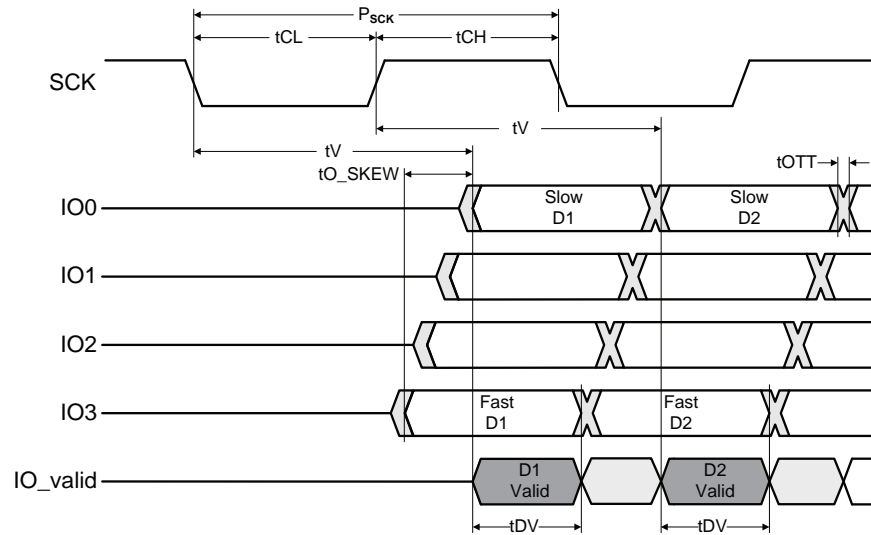 PSCK
tCL
tCH
SCK
tV
tV
tOTT
tO_SKEW
IO0
Slow
D1
Slow
D2
IO1
IO2
IO3
Fast
D1
Fast
D2
IO_valid
D1
Valid
D2
Valid
tDV
tDV